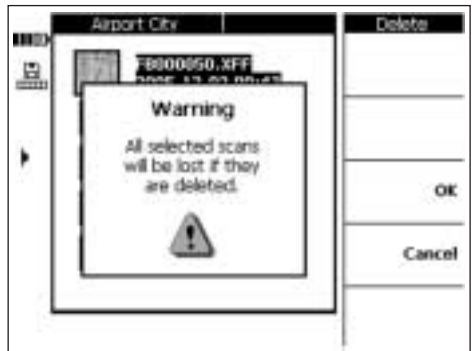 Airport City
Delete
FB000050.XFF
Warning
All selected scans
will be lost if they
are deleted.
OK
Cancel